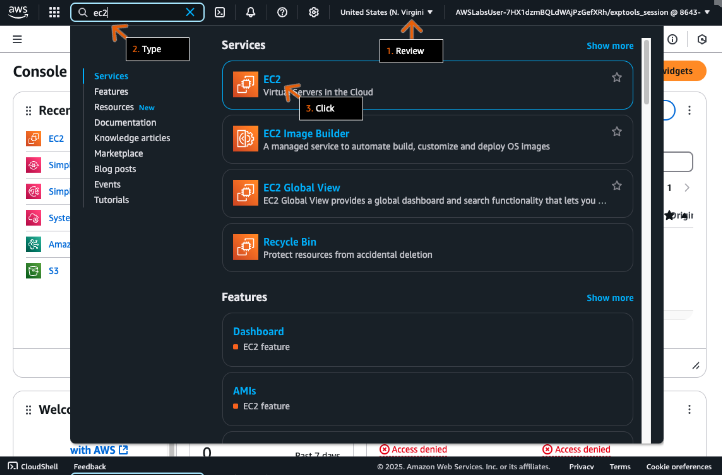 aws
ec2
United States (N. Virgini
AWSLabsUser-7HX1dzmBQLdWAjPzGefXRh/exptools_session @ 8643-
2. Type
1. Review
Console
widgets
Services
Show more
Services
Features
Resources New
Documentation
Knowledge articles
Marketplace
Blog posts
Events
Tutorials
EC2
Virtual Servers in the Cloud
3. Click
EC2 Image Builder
A managed service to automate build, customize and deploy OS images
EC2 Global View
EC2 Global View provides a global dashboard and search functionality that lets you ...
Recycle Bin
Protect resources from accidental deletion
Features
Show more
Dashboard
EC2 feature
AMIs
EC2 feature
Recen
EC2
Simpl
Simpl
Syste
Amaz
S3
1
Welco
with AWS
0
Past 7 days
Access denied
Access denied
CloudShell
Feedback
© 2025, Amazon Web Services, Inc. or its affiliates.
Privacy
Terms
Cookie preferences